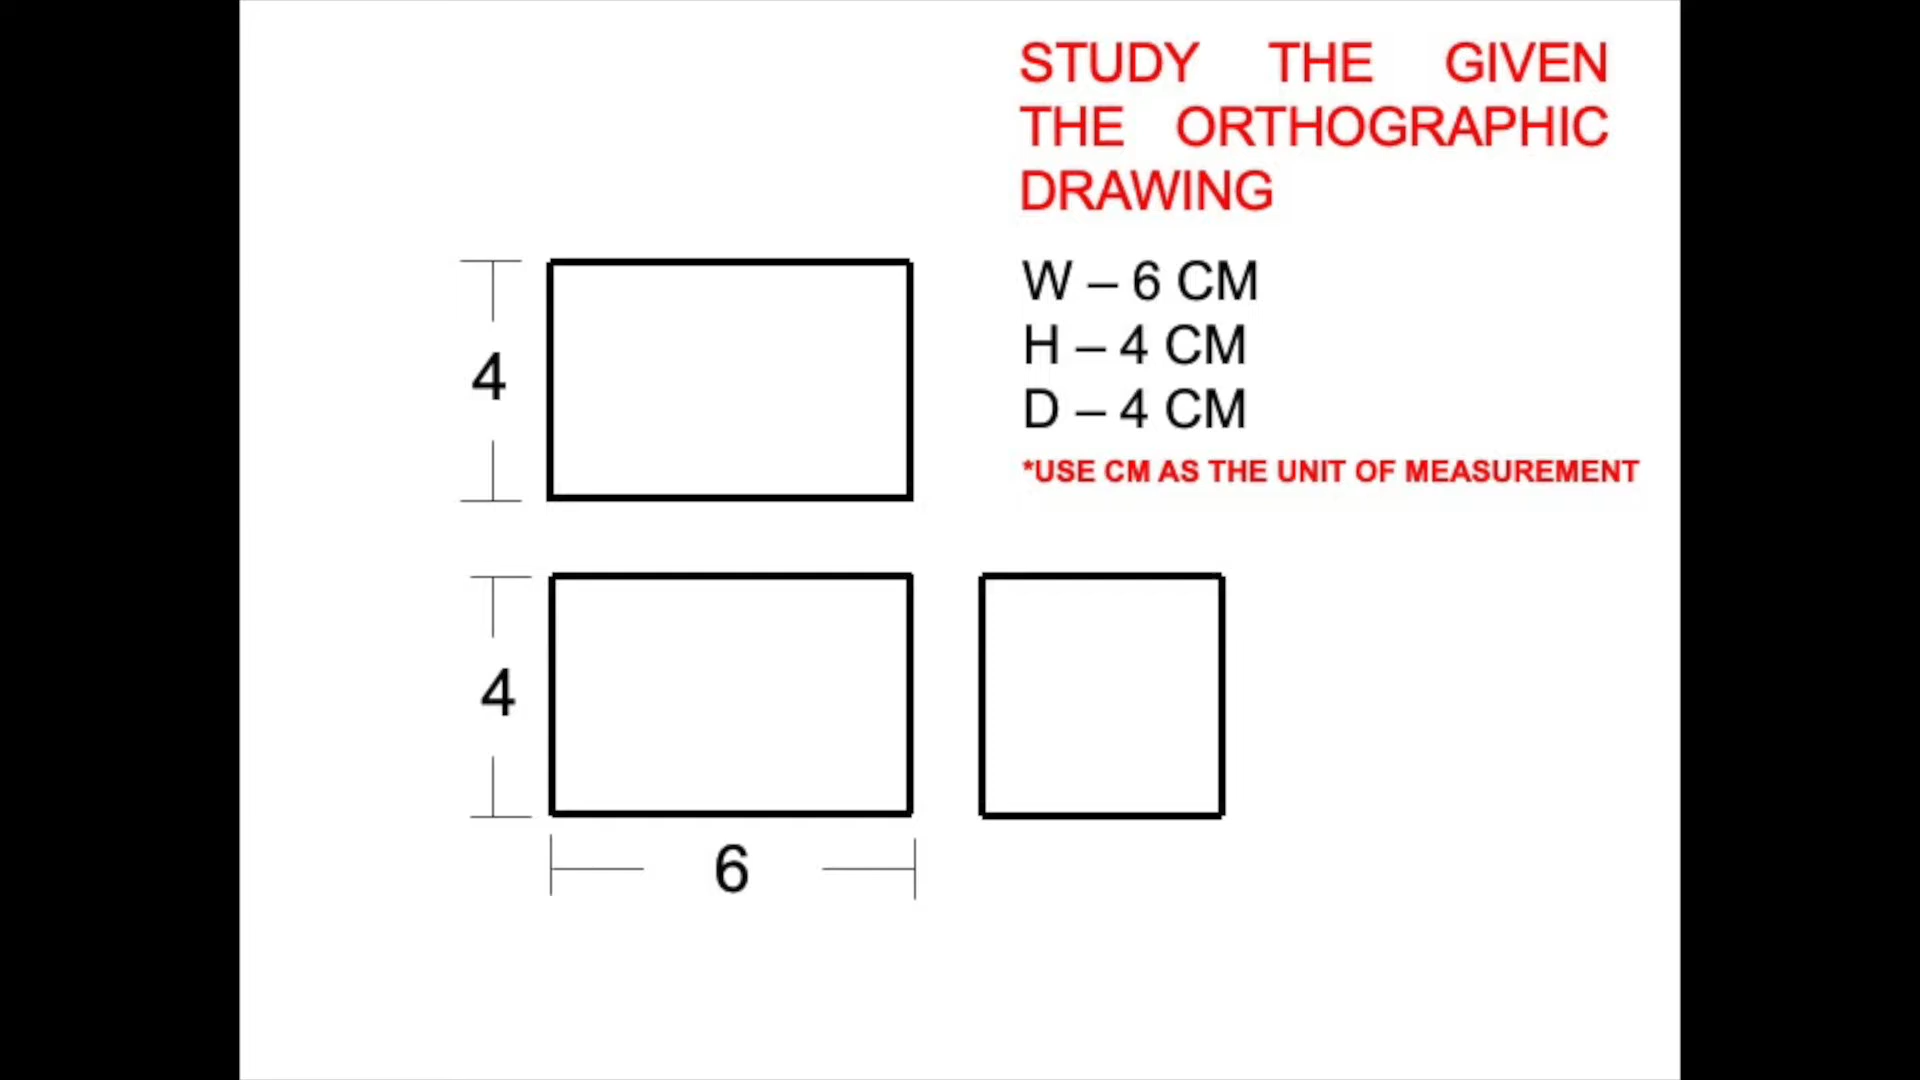 STUDY THE GIVEN
THE ORTHOGRAPHIC
DRAWING
W – 6 CM
H – 4 CM
D – 4 CM
*USE CM AS THE UNIT OF MEASUREMENT
4
4
6